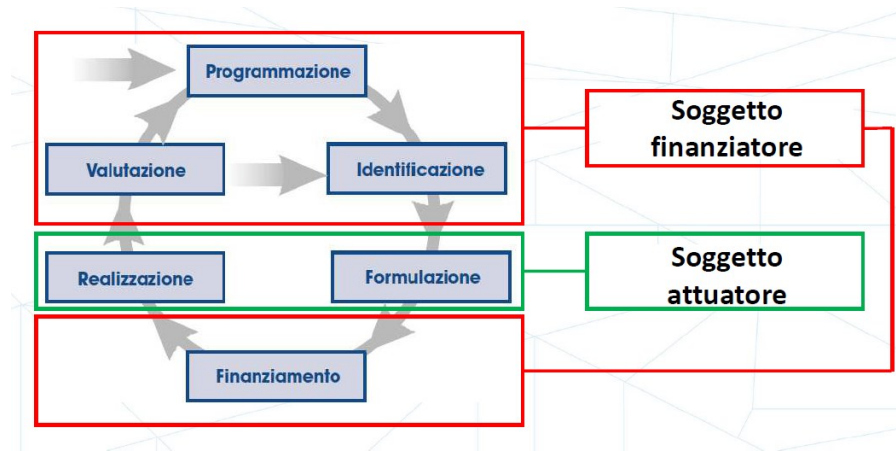 Programmazione
Soggetto
finanziatore
Valutazione
Identificazione
Realizzazione
Formulazione
Soggetto
attuatore
Finanziamento